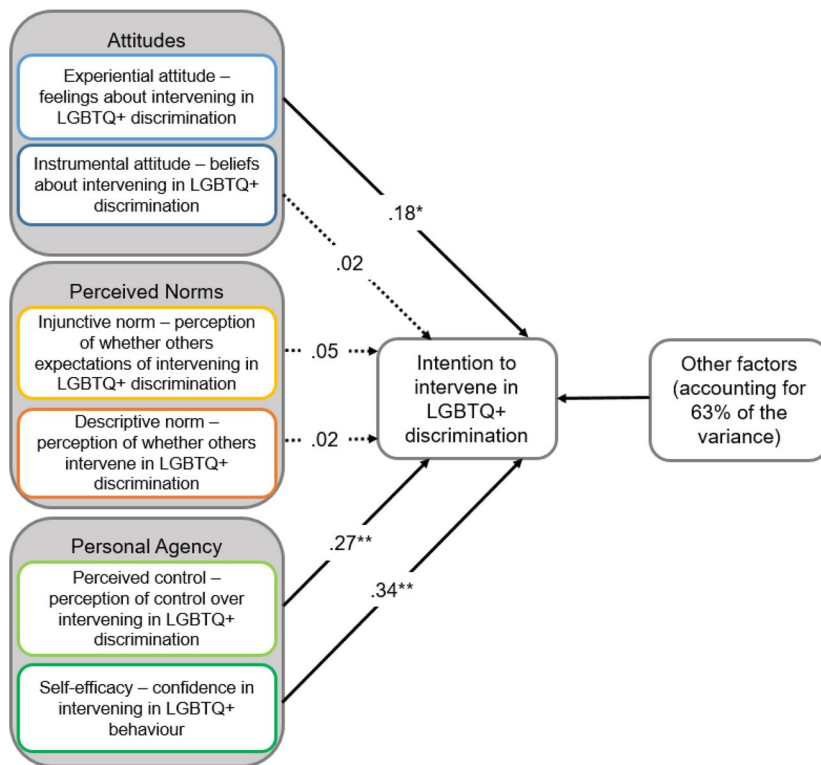 Attitudes
Experiential attitude –
feelings about intervening in
LGBTQ+ discrimination
Instrumental attitude – beliefs
about intervening in LGBTQ+
discrimination
.18*
.02
Perceived Norms
Injunctive norm – perception
of whether others
expectations of intervening in
LGBTQ+ discrimination
.05
Descriptive norm –
perception of whether others
intervene in LGBTQ+
discrimination
.02
Intention to
intervene in
LGBTQ+
discrimination
Other factors
(accounting for
63% of the
variance)
Personal Agency
Perceived control –
perception of control over
intervening in LGBTQ+
discrimination
.27**
.34**
Self-efficacy – confidence in
intervening in LGBTQ+
behaviour